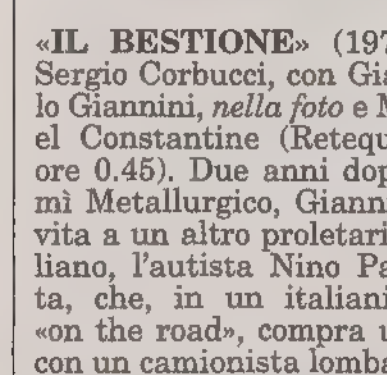 «IL BESTIONE» (197
Sergio Corbucci, con Gia
lo Giannini, nella foto e M
el Constantine (Retequ
ore 0.45). Due anni dop
mì Metallurgico, Gianni
vita a un altro proletari
liano, l'autista Nino Pa
ta, che, in un italiani
«on the road», compra u
con un camionista lomba